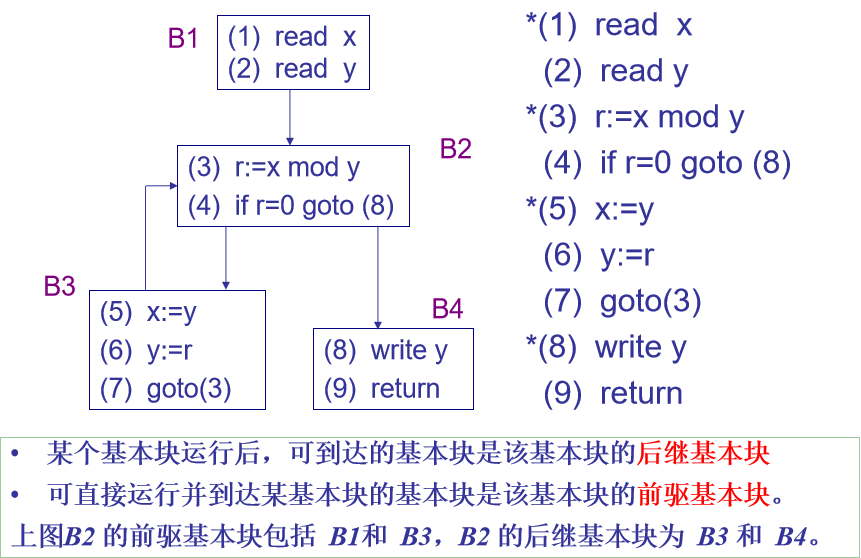 B1
(1) read x
(2) read y
B2
(3) r:=x mod y
(4) if r=0 goto (8)
B3
(5) x:=y
(6) y:=r
(7) goto(3)
B4
(8) write y
(9) return
*(1) read x
(2) read y
*(3) r:=x mod y
(4) if r=0 goto (8)
*(5) x:=y
(6) y:=r
(7) goto(3)
*(8) write y
(9) return
• 某个基本块运行后，可到达的基本块是该基本块的后继基本块
• 可直接运行并到达某基本块的基本块是该基本块的前驱基本块。
上图B2 的前驱基本块包括 B1和 B3，B2 的后继基本块为 B3 和 B4。